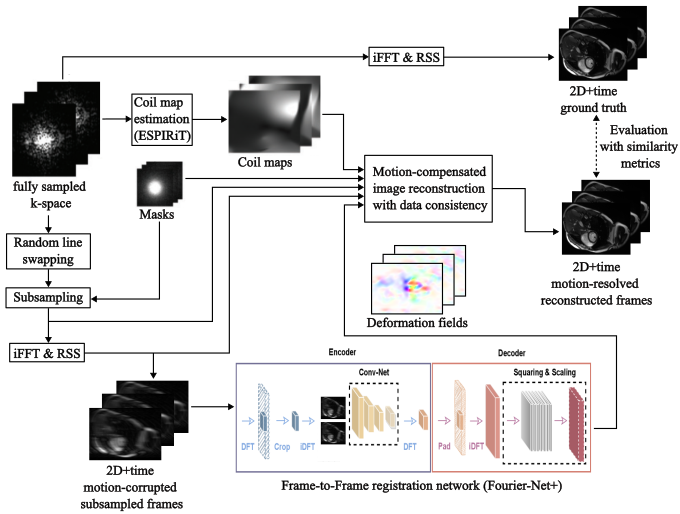 iFFT & RSS
2D+time
ground truth
Coil map
estimation
(ESPIRiT)
Coil maps
Evaluation
with similarity
metrics
fully sampled
k-space
Masks
Motion-compensated
image reconstruction
with data consistency
Random line
swapping
2D+time
motion-resolved
reconstructed frames
Subsampling
Deformation fields
iFFT & RSS
Encoder
Decoder
Conv-Net
Squaring & Scaling
DFT
Crop
iDFT
DFT
Pad
iDFT
2D+time
motion-corrupted
subsampled frames
Frame-to-Frame registration network (Fourier-Net+)